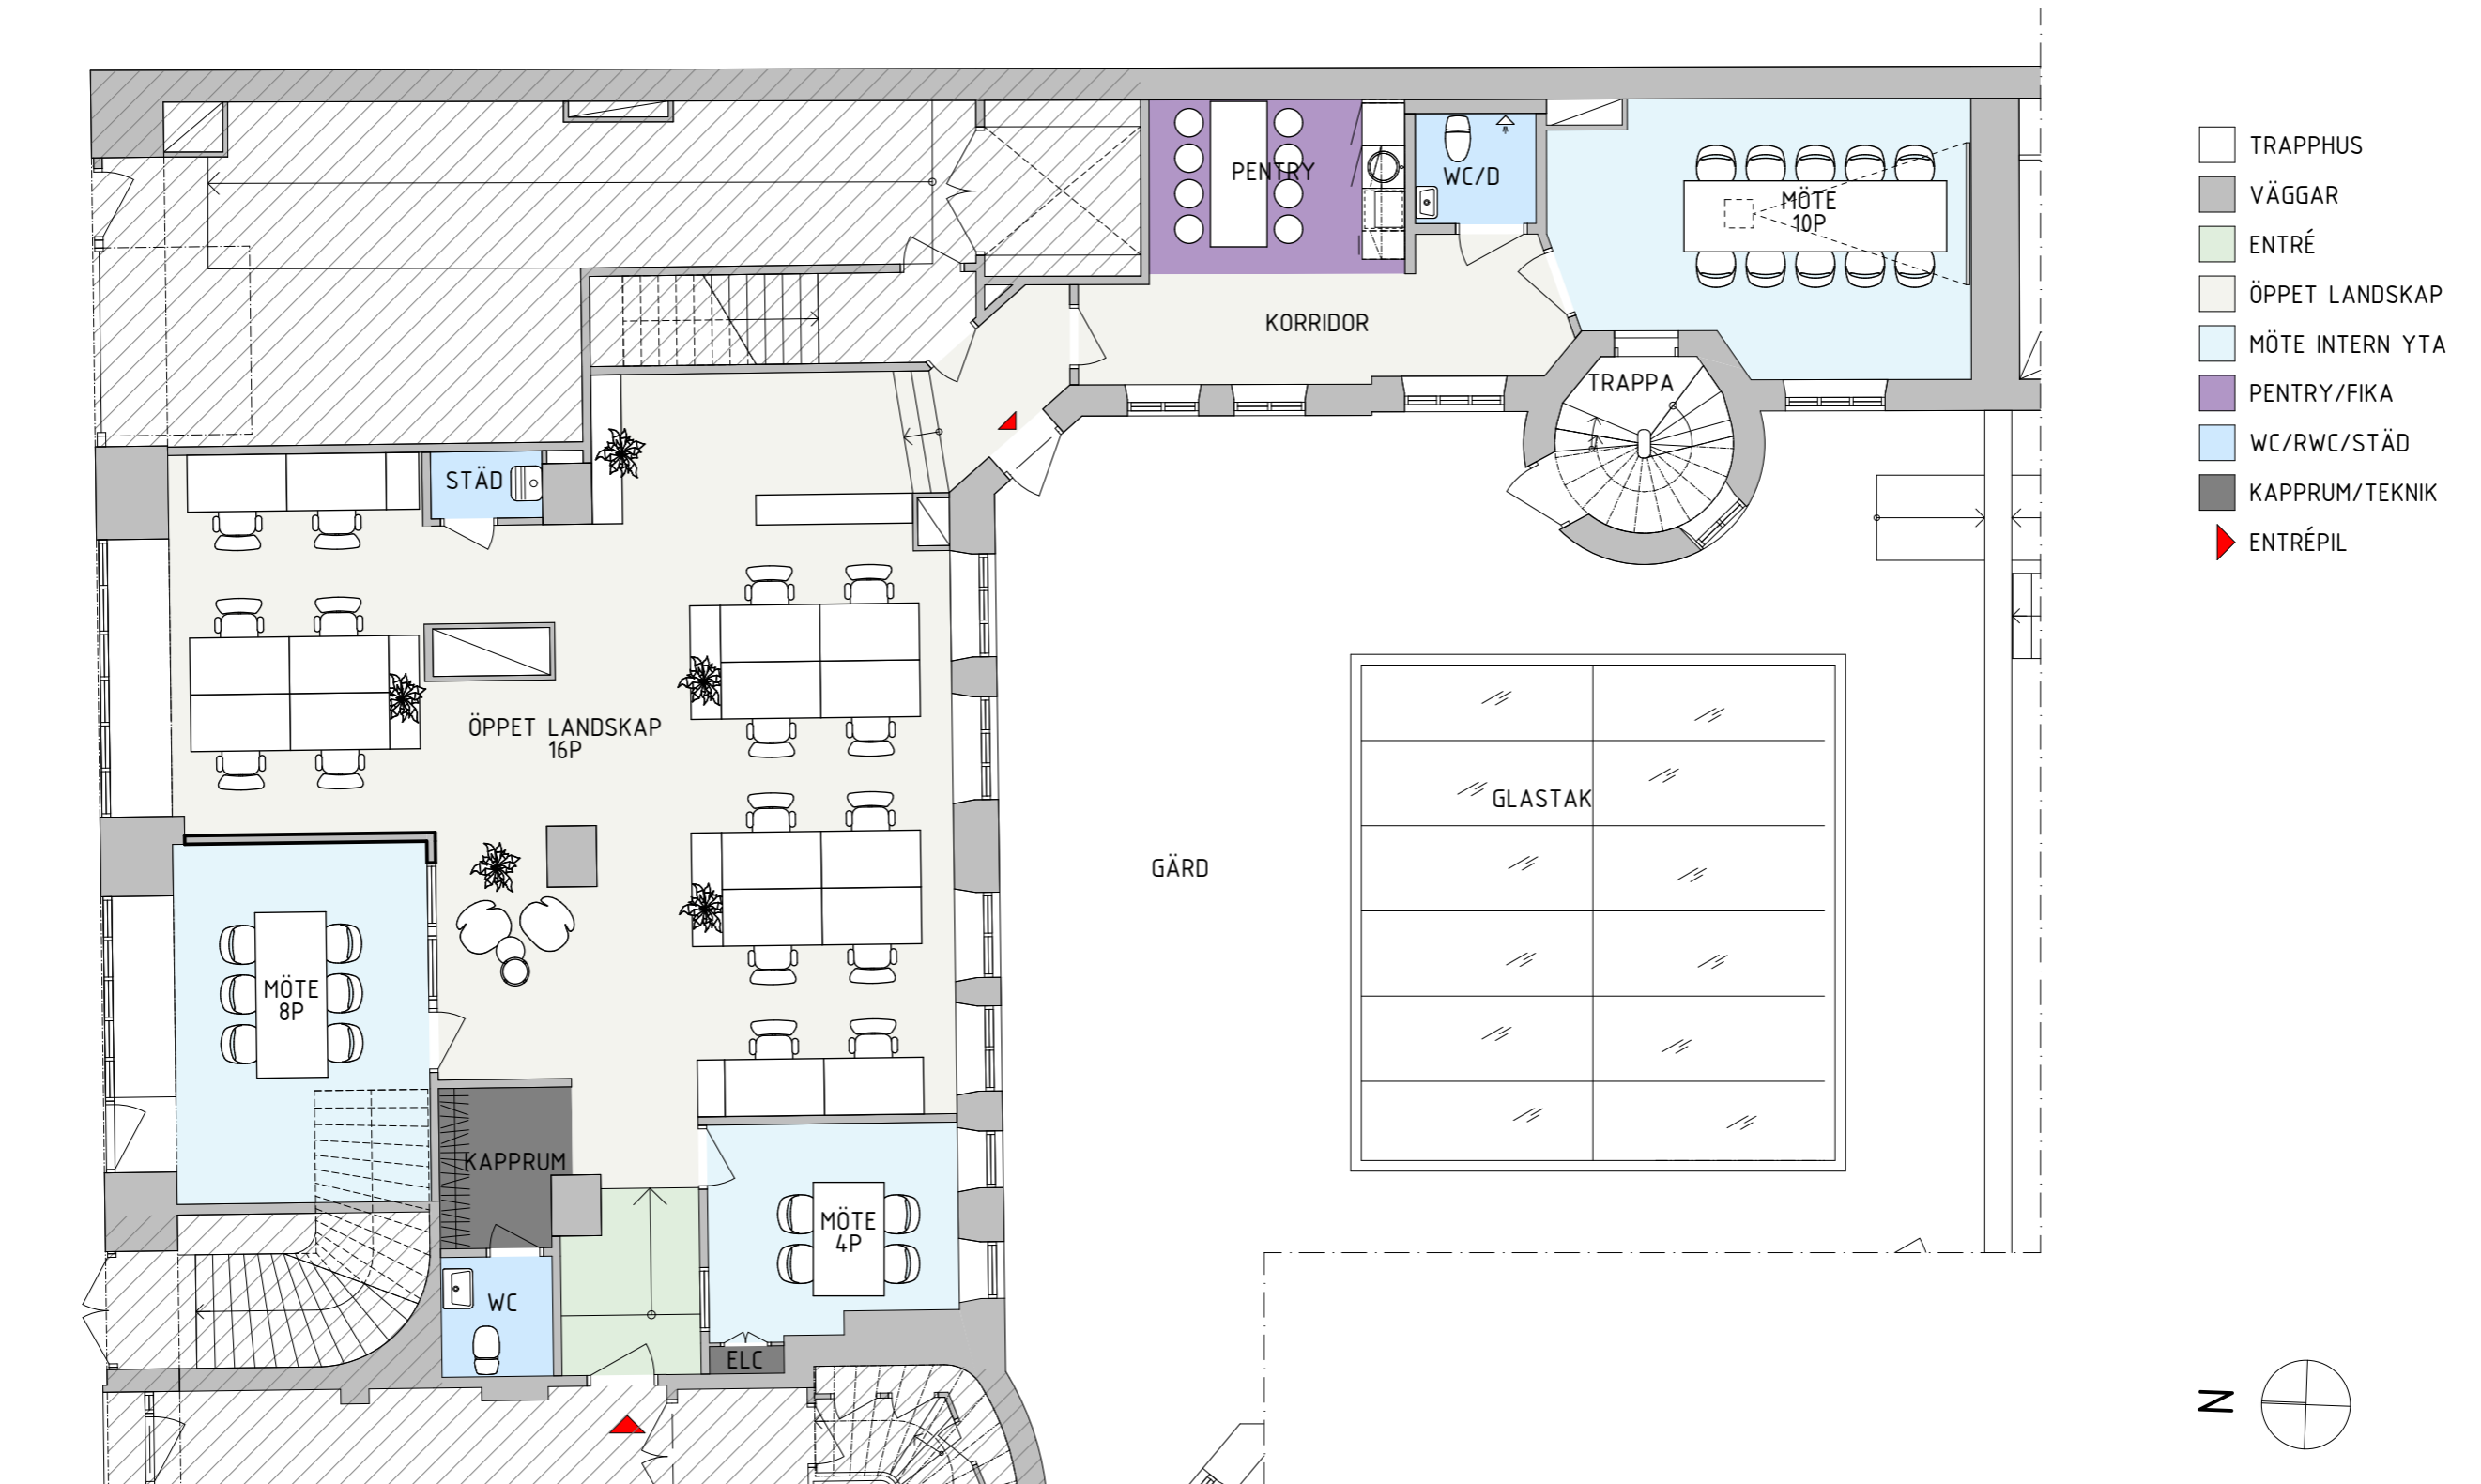 PENTRY
WC/D
MÖTE
10P
KORRIDOR
TRAPPA
STÄD
ÖPPET LANDSKAP
16P
GLASTAK
GÄRD
MÖTE
8P
KAPPRUM
MÖTE
4P
WC
ELC
TRAPPHUS
VÄGGAR
ENTRÉ
ÖPPET LANDSKAP
MÖTE INTERN YTA
PENTRY/FIKA
WC/RWC/STÄD
KAPPRUM/TEKNIK
ENTRÉPIL
N